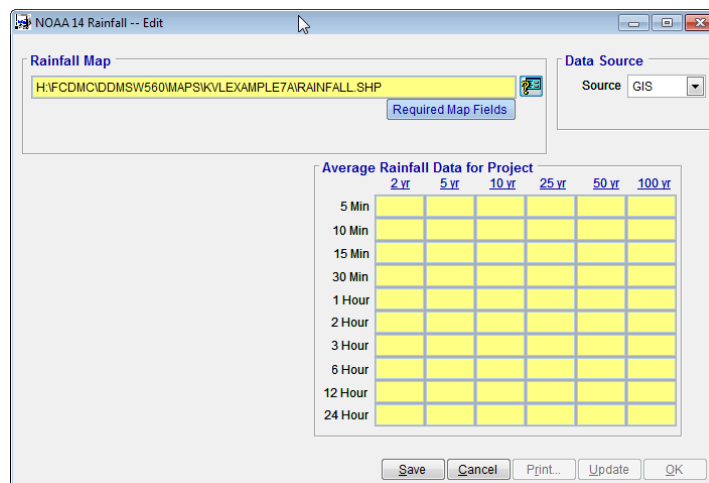 NOAA 14 Rainfall -- Edit
Rainfall Map
H:\FCDMC\DDMSW560\MAPS\KVLEXAMPLE7A\RAINFALL.SHP
Required Map Fields
Data Source
Source GIS
Average Rainfall Data for Project
2 yr 5 yr 10 yr 25 yr 50 yr 100 yr
5 Min
10 Min
15 Min
30 Min
1 Hour
2 Hour
3 Hour
6 Hour
12 Hour
24 Hour
Save Cancel Print... Update OK